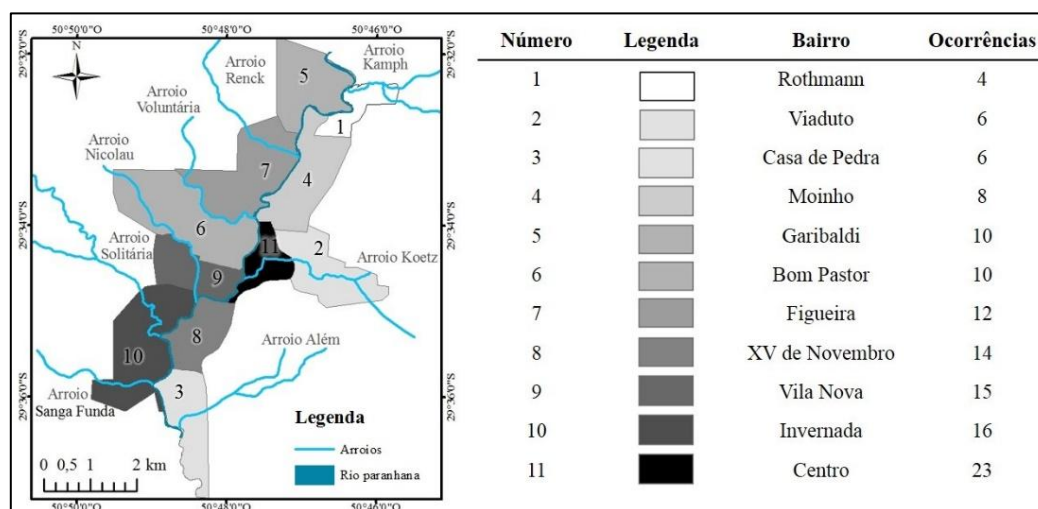 50°50'0"O 50°48'0"O 50°46'0"O
29°32'0"S
29°34'0"S
29°36'0"S
N
Arroio
Kamph
Arroio
Renck
Arroio
Voluntária
Arroio
Nicolau
Arroio
Solitária
Arroio Koetz
Arroio Além
Arroio
Sanga Funda
5
1
7
4
6
11
2
9
8
10
3
Legenda
Arroios
Rio paranhana
0 0,5 1 2 km
50°50'0"O 50°48'0"O 50°46'0"O
Número Legenda Bairro Ocorrências
1 Rothmann 4
2 Viaduto 6
3 Casa de Pedra 6
4 Moinho 8
5 Garibaldi 10
6 Bom Pastor 10
7 Figueira 12
8 XV de Novembro 14
9 Vila Nova 15
10 Invernada 16
11 Centro 23